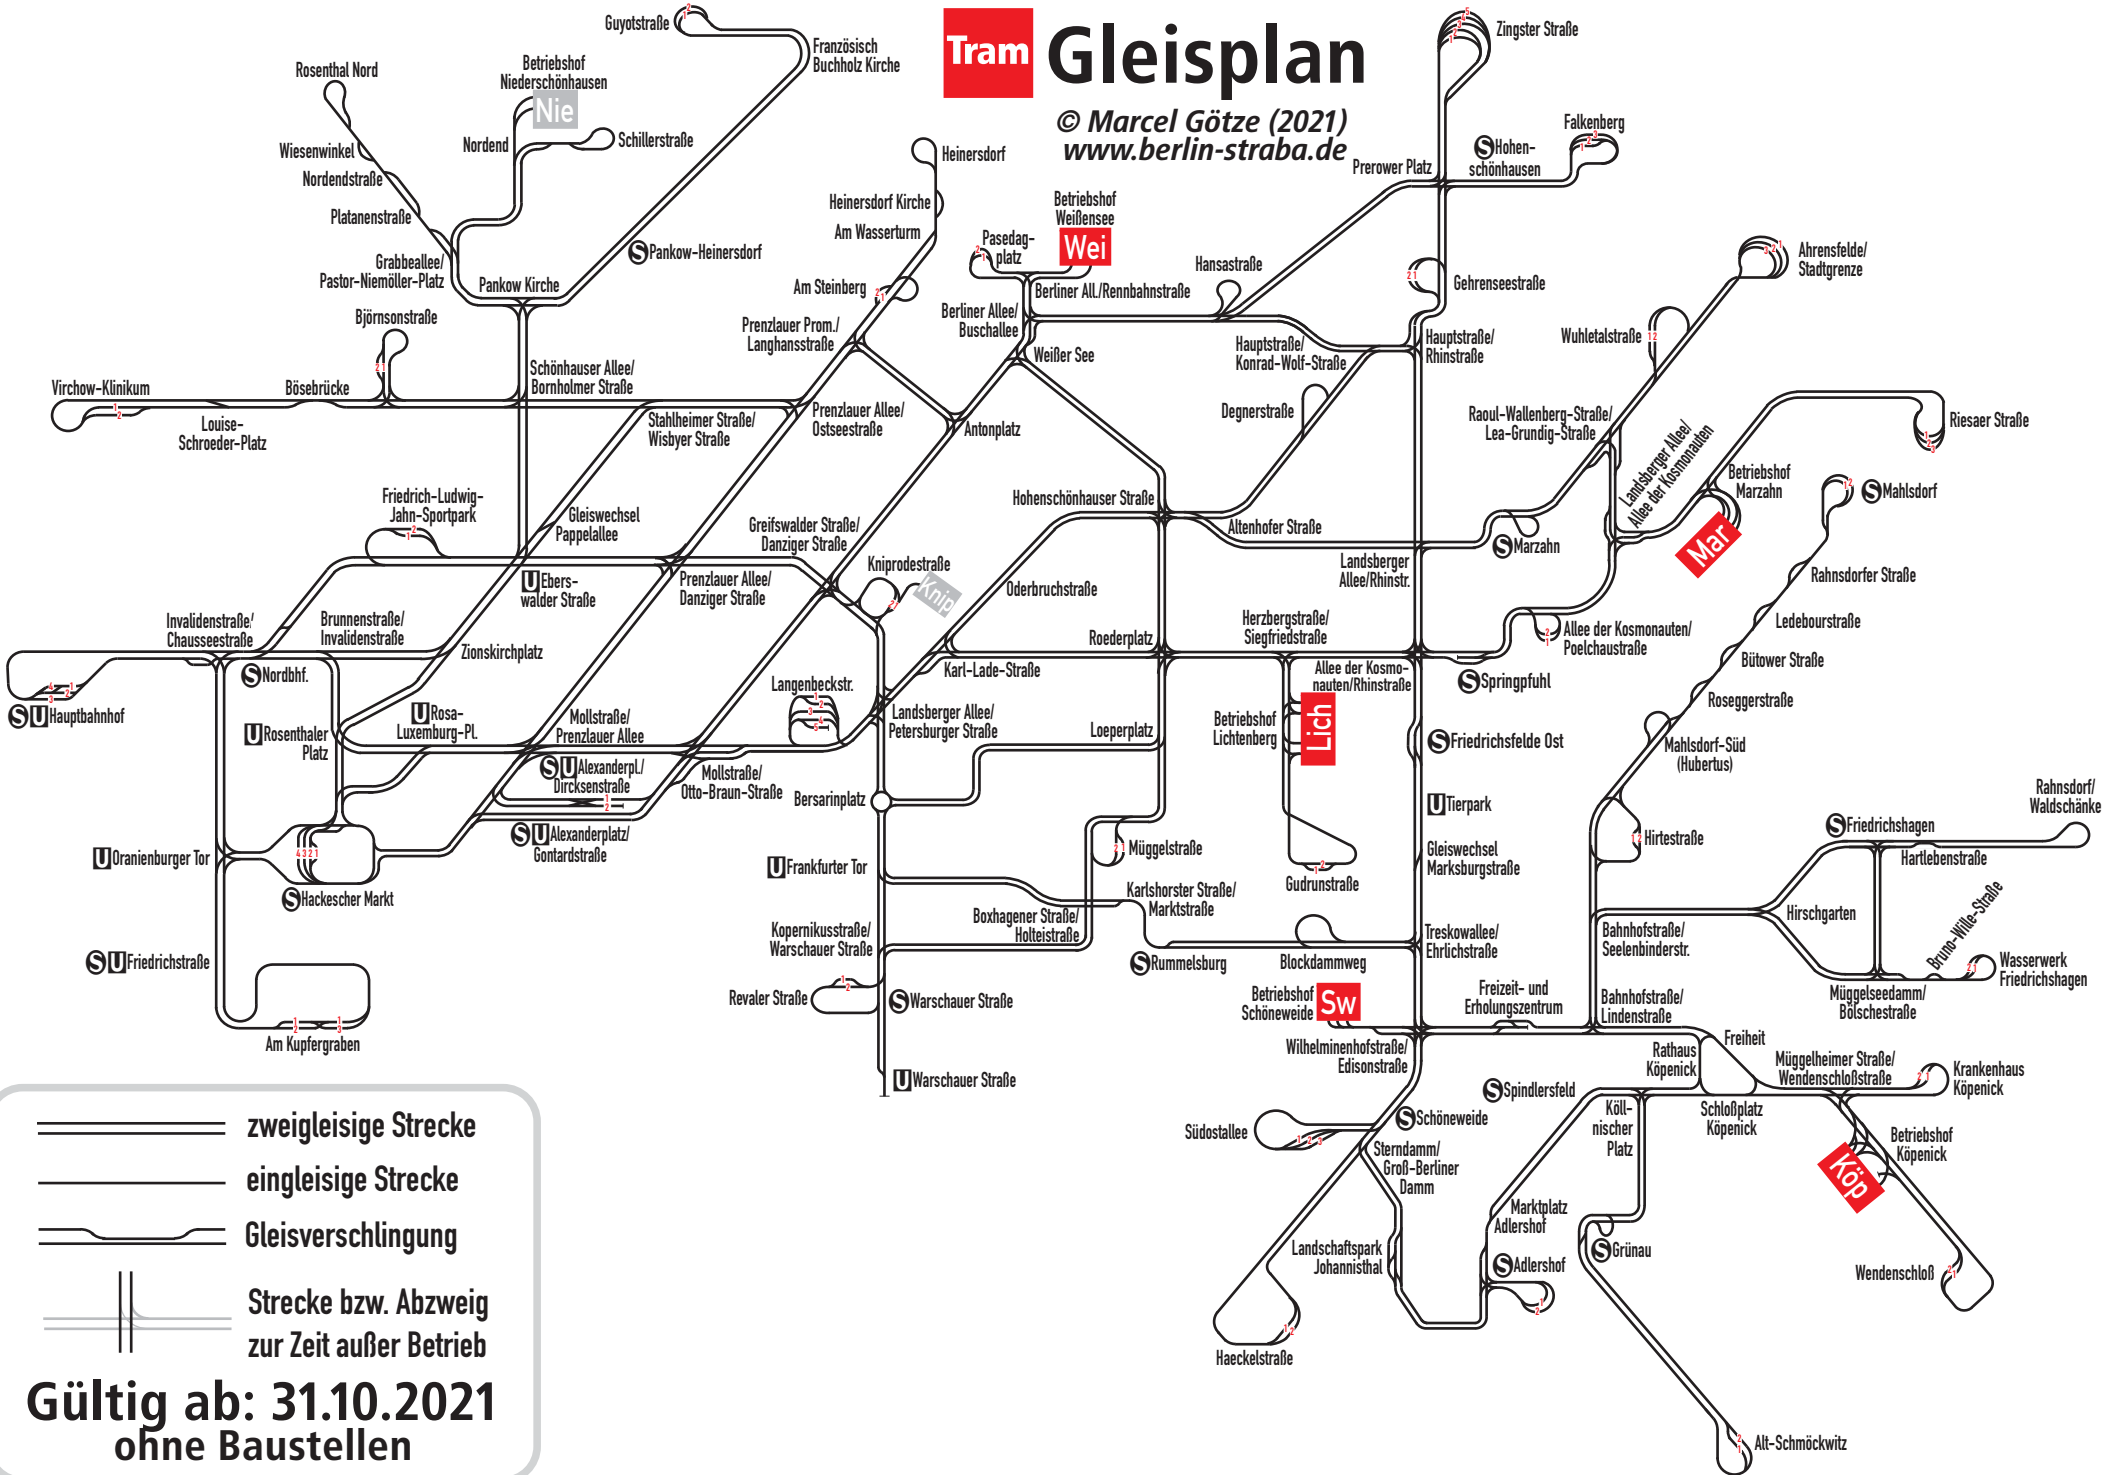 Tram Gleisplan
© Marcel Götze (2021)
www.berlin-straba.de
Guyotstraße
Französisch
Buchholz Kirche
Zingster Straße
Rosenthal Nord
Betriebshof
Niederschönhausen
Nie
Schillerstraße
Nordend
Wiesenwinkel
Nordendstraße
Platanenstraße
Grabbeallee/
Pastor-Niemöller-Platz
Pankow Kirche
S Pankow-Heinersdorf
Heinersdorf
Heinersdorf Kirche
Am Wasserturm
Am Steinberg
Prenzlauer Prom./
Langhansstraße
Pasedag-
platz
Betriebshof
Weißensee
Wei
Berliner All./Rennbahnstraße
Berliner Allee/
Buschallee
Weißer See
Hansastraße
Prerower Platz
S Hohen-
schönhausen
Falkenberg
Gehrenseestraße
Hauptstraße/
Rhinstraße
Hauptstraße/
Konrad-Wolf-Straße
Degnerstraße
Ahrensfelde/
Stadtgrenze
Wuhletalstraße
Raoul-Wallenberg-Straße/
Lea-Grundig-Straße
Landsberger Allee/
Allee der Kosmonauten
Betriebshof
Marzahn
Mar
Riesaer Straße
S Mahlsdorf
Rahnsdorfer Straße
Ledebourstraße
Bütower Straße
Roseggerstraße
Mahlsdorf-Süd
(Hubertus)
Björnsonstraße
Virchow-Klinikum
Bösebrücke
Louise-
Schroeder-Platz
Schönhauser Allee/
Bornholmer Straße
Stahlheimer Straße/
Wisbyer Straße
Prenzlauer Allee/
Ostseestraße
Antonplatz
Friedrich-Ludwig-
Jahn-Sportpark
Gleiswechsel
Pappelallee
U Ebers-
walder Straße
Prenzlauer Allee/
Danziger Straße
Greifswalder Straße/
Danziger Straße
Kniprodestraße
Knip
Hohenschönhauser Straße
Altenhofer Straße
Oderbruchstraße
Landsberger
Allee/Rhinstr.
S Marzahn
Invalidenstraße/
Chausseestraße
Brunnenstraße/
Invalidenstraße
Zionskirchplatz
S Nordbhf.
S U Hauptbahnhof
U Rosenthaler
Platz
U Rosa-
Luxemburg-Pl.
Mollstraße/
Prenzlauer Allee
S U Alexanderpl./
Dircksenstraße
S U Alexanderplatz/
Gontardstraße
Mollstraße/
Otto-Braun-Straße
Langenbeckstr.
Landsberger Allee/
Petersburger Straße
Karl-Lade-Straße
Roederplatz
Herzbergstraße/
Siegfriedstraße
Allee der Kosmo-
nauten/Rhinstraße
Allee der Kosmonauten/
Poelchaustraße
S Springpfuhl
Betriebshof
Lichtenberg
Lich
Loeperplatz
Bersarinplatz
S Friedrichsfelde Ost
U Tierpark
Gleiswechsel
Marksburgstraße
Gudrunstraße
Müggelstraße
U Oranienburger Tor
S Hackescher Markt
S U Friedrichstraße
Am Kupfergraben
U Frankfurter Tor
Kopernikusstraße/
Warschauer Straße
Revaler Straße
S Warschauer Straße
U Warschauer Straße
Boxhagener Straße/
Holteistraße
Karlshorster Straße/
Marktstraße
S Rummelsburg
Blockdammweg
Treskowallee/
Ehrlichstraße
Betriebshof
Schöneweide
Sw
Wilhelminenhofstraße/
Edisonstraße
Freizeit- und
Erholungszentrum
Hirtestraße
Bahnhofstraße/
Seelenbinderstr.
Bahnhofstraße/
Lindenstraße
S Friedrichshagen
Rahnsdorf/
Waldschänke
Hartlebenstraße
Hirschgarten
Bruno-Wille-Straße
Wasserwerk
Friedrichshagen
Müggelseedamm/
Bölschestraße
Rathaus
Köpenick
Freiheit
Müggelheimer Straße/
Wendenschloßstraße
Krankenhaus
Köpenick
Schloßplatz
Köpenick
Betriebshof
Köpenick
Köp
Wendenschloß
S Spindlersfeld
Köll-
nischer
Platz
S Schöneweide
Südostallee
Sterndamm/
Groß-Berliner
Damm
Marktplatz
Adlershof
Landschaftspark
Johannisthal
S Adlershof
S Grünau
Haeckelstraße
Alt-Schmöckwitz
zweigleisige Strecke
eingleisige Strecke
Gleisverschlingung
Strecke bzw. Abzweig
zur Zeit außer Betrieb
Gültig ab: 31.10.2021
ohne Baustellen